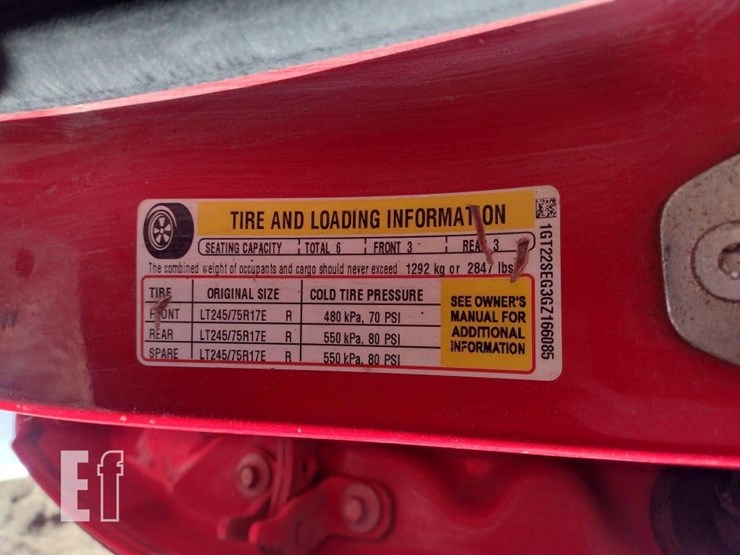 TIRE AND LOADING INFORMATION
SEATING CAPACITY TOTAL 6 FRONT 3 REAR 3
The combined weight of occupants and cargo should never exceed 1292 kg or 2847 lbs
TIRE ORIGINAL SIZE COLD TIRE PRESSURE
FRONT LT245/75R17E R 480 kPa, 70 PSI
REAR LT245/75R17E R 550 kPa, 80 PSI
SPARE LT245/75R17E R 550 kPa, 80 PSI
SEE OWNER'S
MANUAL FOR
ADDITIONAL
INFORMATION
1GT22SEG3GZ166085
Ef